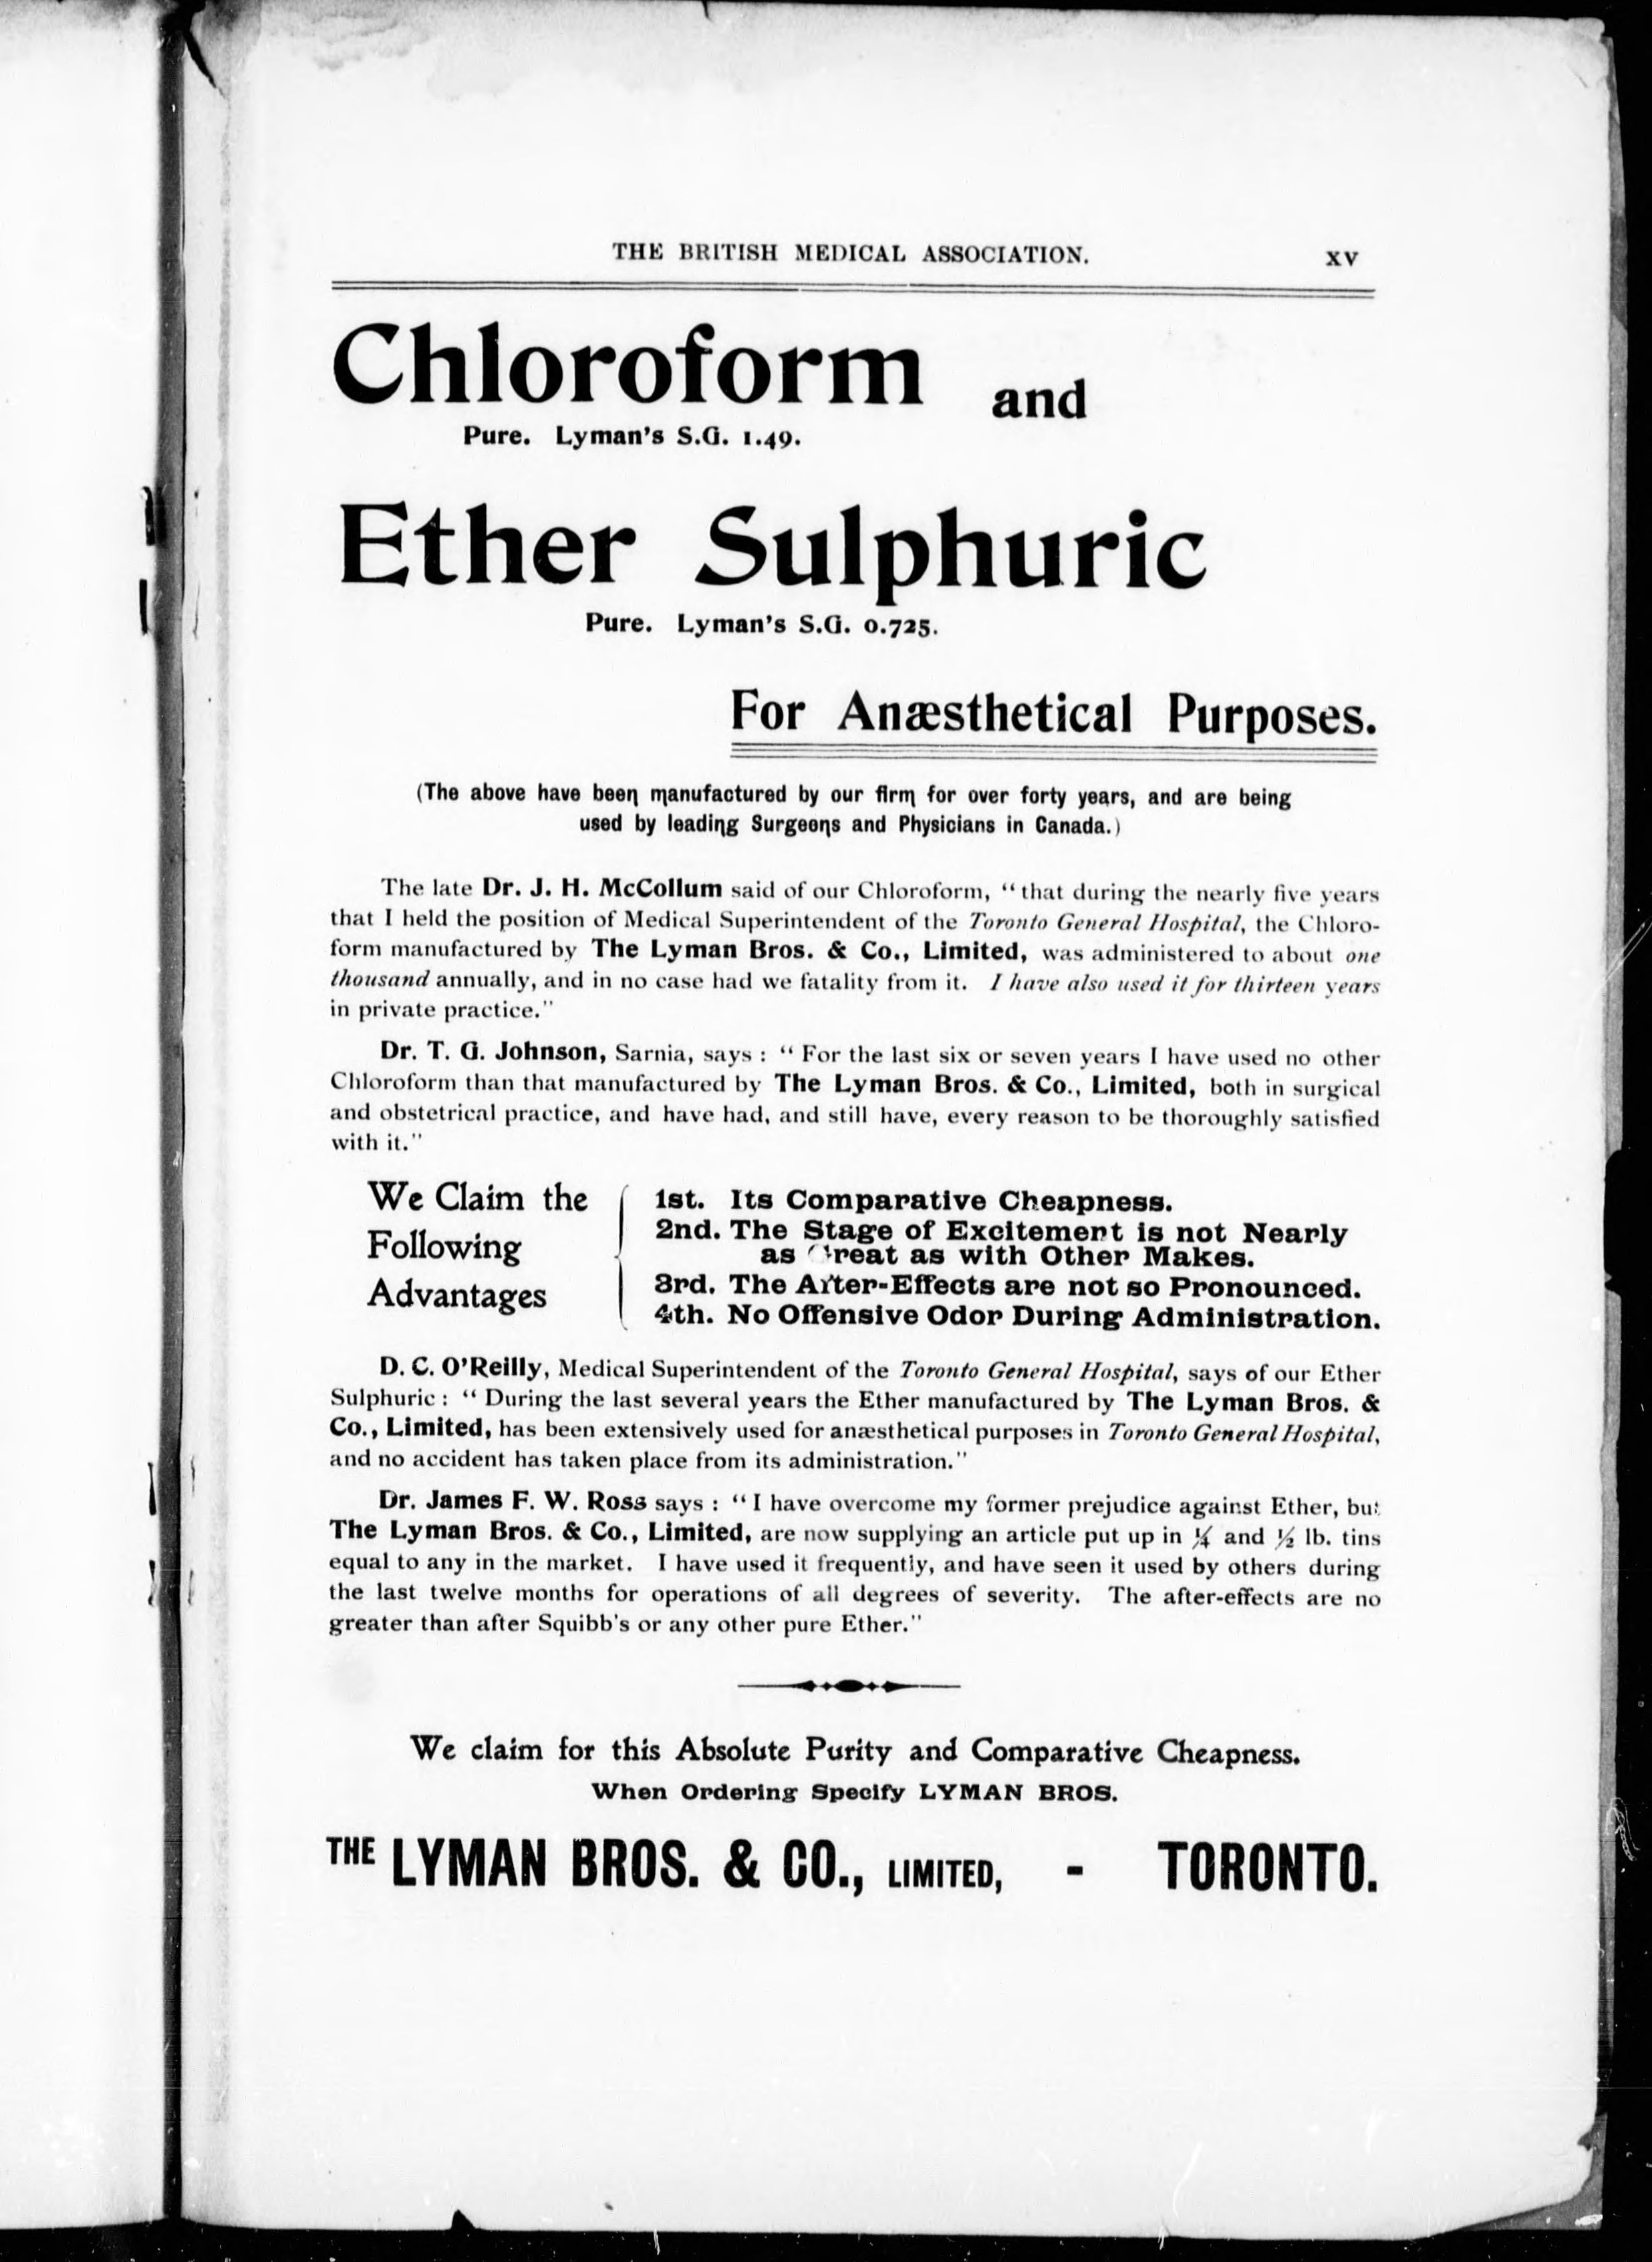 THE BRITISH MEDICAL ASSOCIATION. XV
Chloroform and
Pure. Lyman's S.G. 1.49.
Ether Sulphuric
Pure. Lyman's S.G. 0.725.
For Anæsthetical Purposes.
(The above have been manufactured by our firm for over forty years, and are being
used by leading Surgeons and Physicians in Canada.)
The late Dr. J. H. McCollum said of our Chloroform, "that during the nearly five years
that I held the position of Medical Superintendent of the Toronto General Hospital, the Chloro-
form manufactured by The Lyman Bros. & Co., Limited, was administered to about one
thousand annually, and in no case had we fatality from it. I have also used it for thirteen years
in private practice."
Dr. T. G. Johnson, Sarnia, says : "For the last six or seven years I have used no other
Chloroform than that manufactured by The Lyman Bros. & Co., Limited, both in surgical
and obstetrical practice, and have had, and still have, every reason to be thoroughly satisfied
with it."
We Claim the
Following
Advantages
1st. Its Comparative Cheapness.
2nd. The Stage of Excitement is not Nearly
as Great as with Other Makes.
3rd. The After-Effects are not so Pronounced.
4th. No Offensive Odor During Administration.
D. C. O'Reilly, Medical Superintendent of the Toronto General Hospital, says of our Ether
Sulphuric : "During the last several years the Ether manufactured by The Lyman Bros. &
Co., Limited, has been extensively used for anæsthetical purposes in Toronto General Hospital,
and no accident has taken place from its administration."
Dr. James F. W. Ross says : "I have overcome my former prejudice against Ether, but
The Lyman Bros. & Co., Limited, are now supplying an article put up in ¼ and ½ lb. tins
equal to any in the market. I have used it frequently, and have seen it used by others during
the last twelve months for operations of all degrees of severity. The after-effects are no
greater than after Squibb's or any other pure Ether."
We claim for this Absolute Purity and Comparative Cheapness.
When Ordering Specify LYMAN BROS.
THE LYMAN BROS. & CO., LIMITED, - TORONTO.